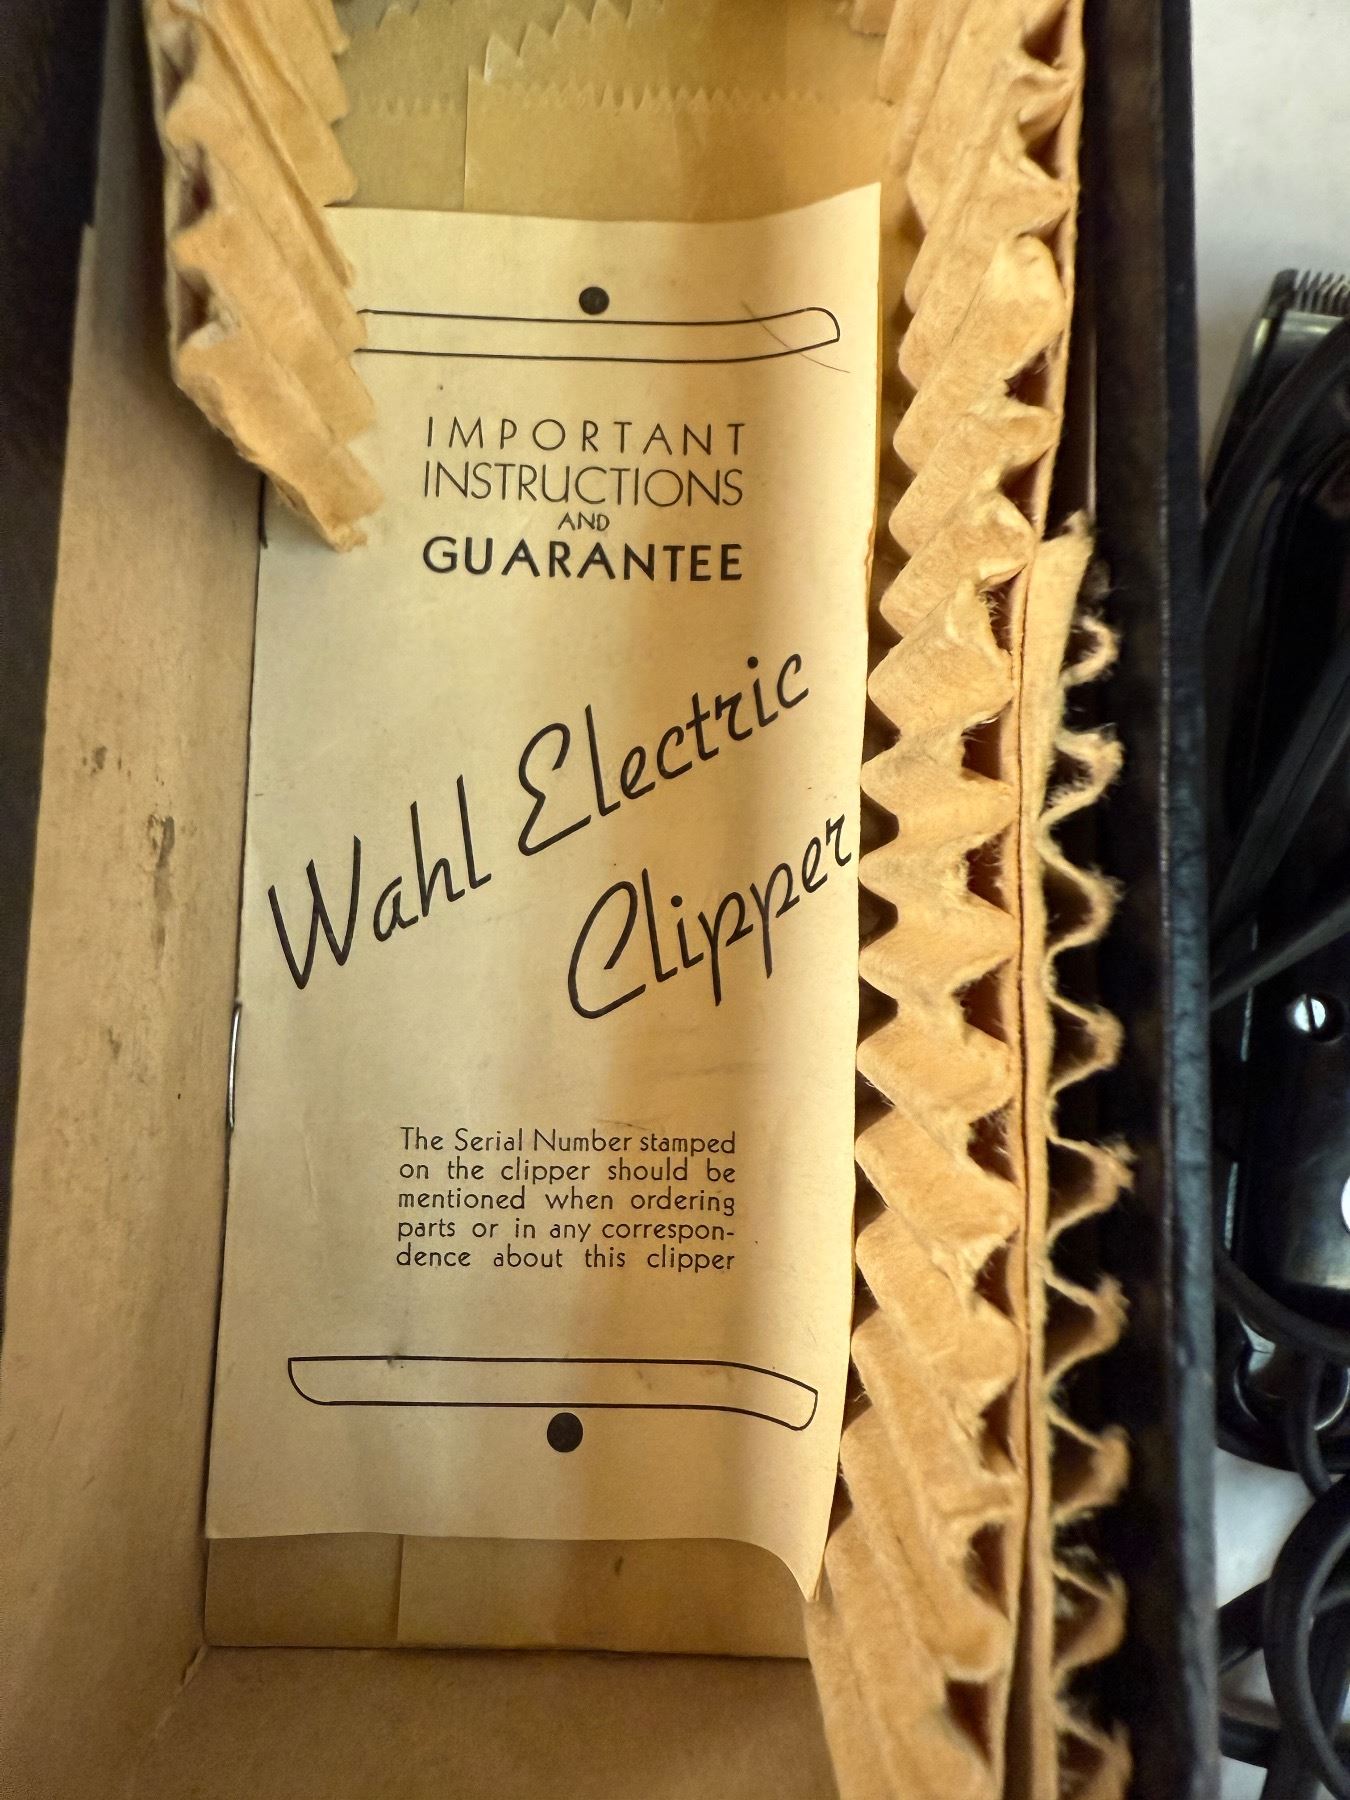 IMPORTANT
INSTRUCTIONS
AND
GUARANTEE
Wahl Electric
Clipper
The Serial Number stamped
on the clipper should be
mentioned when ordering
parts or in any correspon-
dence about this clipper